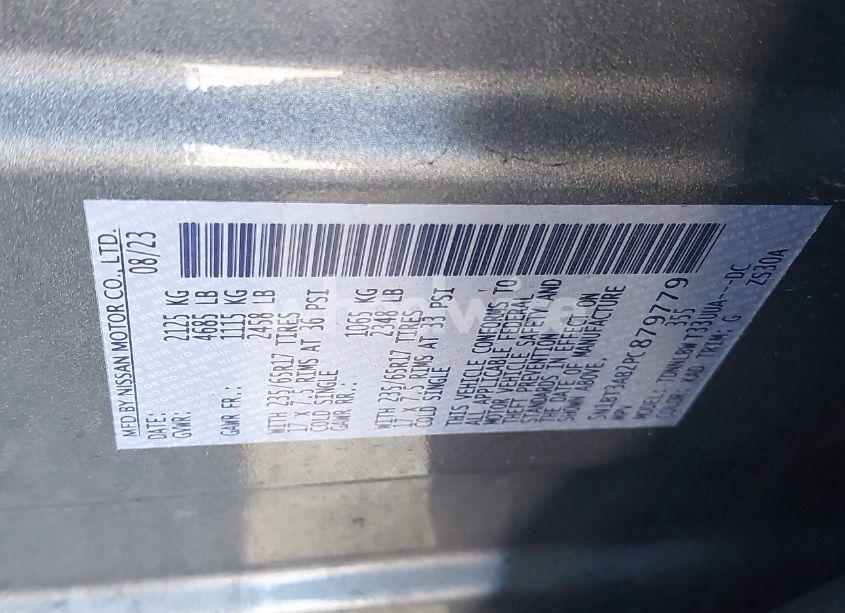 MFD BY NISSAN MOTOR CO., LTD.
DATE: 08/23
GVWR: 2125 KG
4685 LB
GAWR FR.: 1115 KG
2458 LB
WITH 235/65R17 TIRES
17 X 7.5 RIMS AT 36 PSI
COLD SINGLE
GAWR RR.: 1065 KG
2348 LB
WITH 235/65R17 TIRES
17 X 7.5 RIMS AT 33 PSI
COLD SINGLE
THIS VEHICLE CONFORMS TO
ALL APPLICABLE FEDERAL
MOTOR VEHICLE SAFETY AND
THEFT PREVENTION
STANDARDS IN EFFECT ON
THE DATE OF MANUFACTURE
SHOWN ABOVE.
879779
MPV 355
MODEL:
COLOR: KAD TRIM: G ZS30A